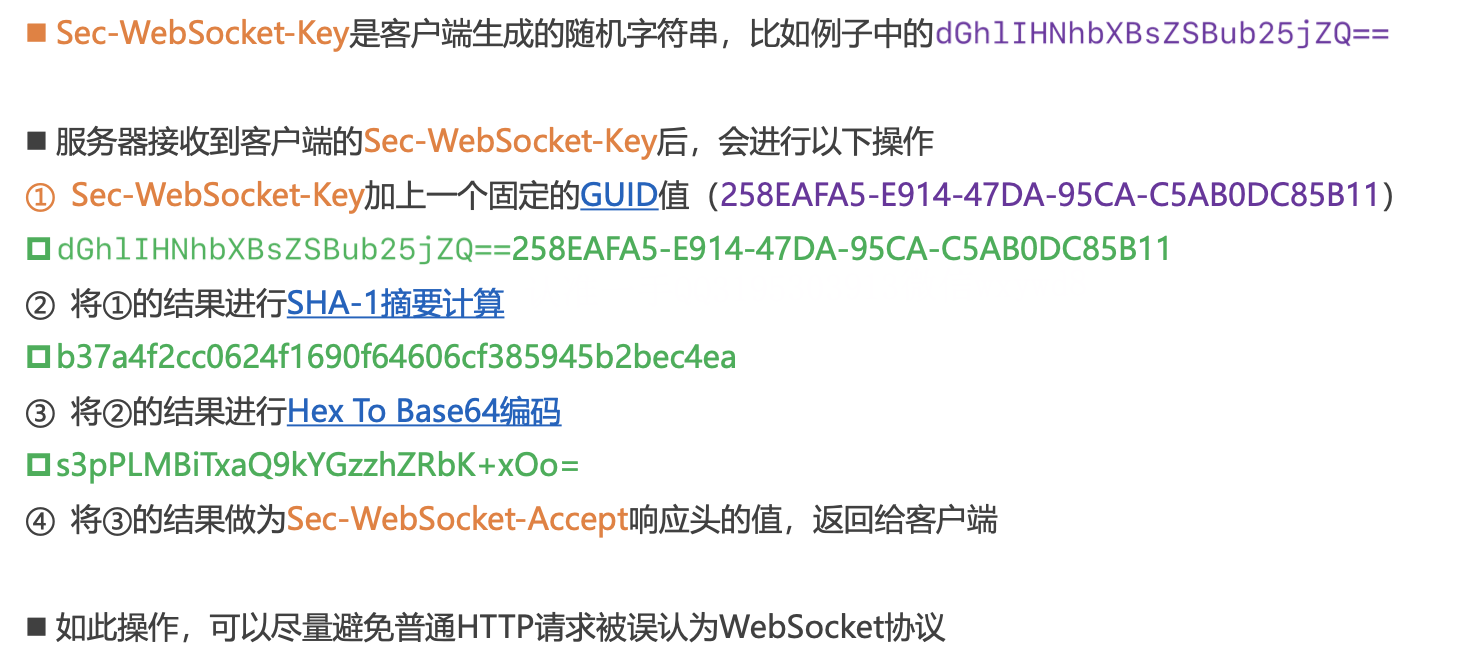 ■ Sec-WebSocket-Key是客户端生成的随机字符串，比如例子中的dGhlIHNhbXBsZSBub25jZQ==
■ 服务器接收到客户端的Sec-WebSocket-Key后，会进行以下操作
① Sec-WebSocket-Key加上一个固定的GUID值（258EAFA5-E914-47DA-95CA-C5AB0DC85B11）
dGhlIHNhbXBsZSBub25jZQ==258EAFA5-E914-47DA-95CA-C5AB0DC85B11
② 将①的结果进行SHA-1摘要计算
b37a4f2cc0624f1690f64606cf385945b2bec4ea
③ 将②的结果进行Hex To Base64编码
s3pPLMBiTxaQ9kYGzzhZRbK+xOo=
④ 将③的结果做为Sec-WebSocket-Accept响应头的值，返回给客户端
■ 如此操作，可以尽量避免普通HTTP请求被误认为WebSocket协议